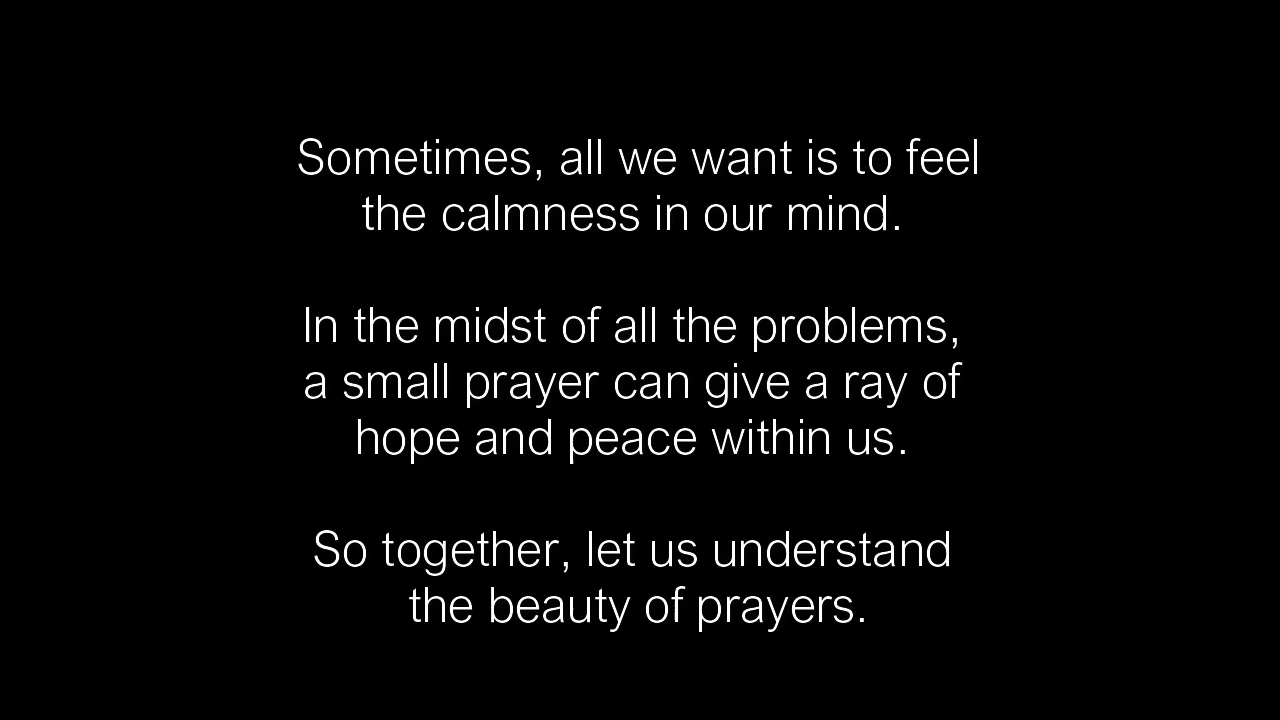 Sometimes, all we want is to feel
the calmness in our mind.
In the midst of all the problems,
a small prayer can give a ray of
hope and peace within us.
So together, let us understand
the beauty of prayers.